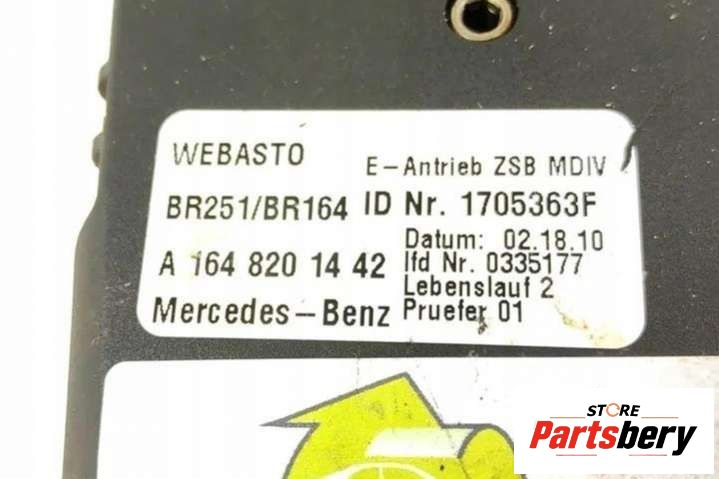 WEBASTO
E-Antrieb ZSB MDIV
BR251/BR164 ID Nr. 1705363F
Datum: 02.18.10
A 164 820 14 42 lfd Nr. 0335177
Lebenslauf 2
Mercedes-Benz Pruefer 01
STORE
Partsbery